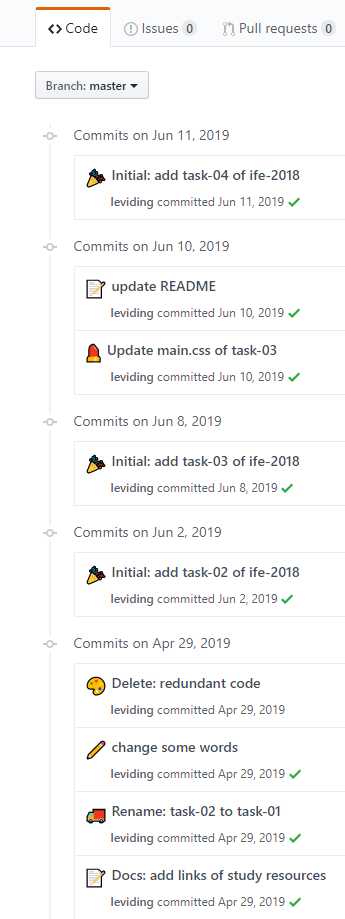 Code Issues 0 Pull requests 0
Branch: master
Commits on Jun 11, 2019
Initial: add task-04 of ife-2018
leviding committed Jun 11, 2019
Commits on Jun 10, 2019
update README
leviding committed Jun 10, 2019
Update main.css of task-03
leviding committed Jun 10, 2019
Commits on Jun 8, 2019
Initial: add task-03 of ife-2018
leviding committed Jun 8, 2019
Commits on Jun 2, 2019
Initial: add task-02 of ife-2018
leviding committed Jun 2, 2019
Commits on Apr 29, 2019
Delete: redundant code
leviding committed Apr 29, 2019
change some words
leviding committed Apr 29, 2019
Rename: task-02 to task-01
leviding committed Apr 29, 2019
Docs: add links of study resources
leviding committed Apr 29, 2019